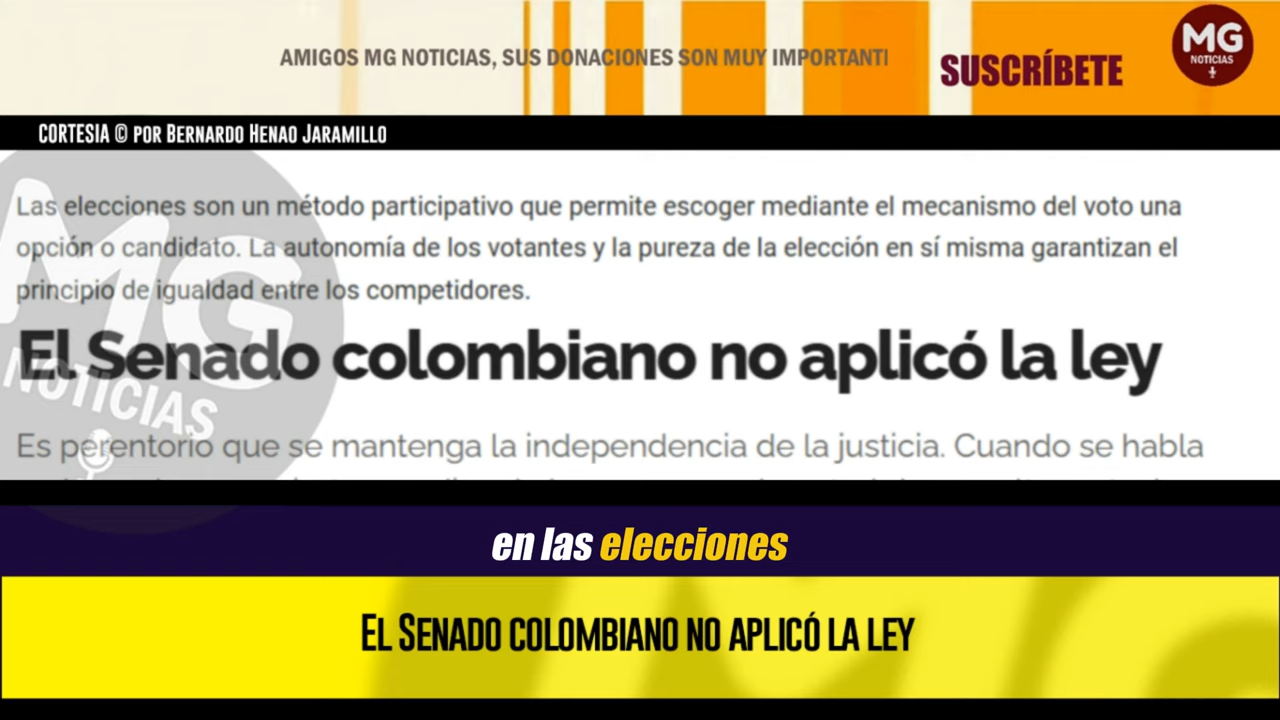 AMIGOS MG NOTICIAS, SUS DONACIONES SON MUY IMPORTANTI
SUSCRÍBETE
MG
NOTICIAS
CORTESIA © POR BERNARDO HENAO JARAMILLO
Las elecciones son un método participativo que permite escoger mediante el mecanismo del voto una
opción o candidato. La autonomía de los votantes y la pureza de la elección en sí misma garantizan el
principio de igualdad entre los competidores.
El Senado colombiano no aplicó la ley
MG
NOTICIAS
Es perentorio que se mantenga la independencia de la justicia. Cuando se habla
en las elecciones
EL SENADO COLOMBIANO NO APLICÓ LA LEY